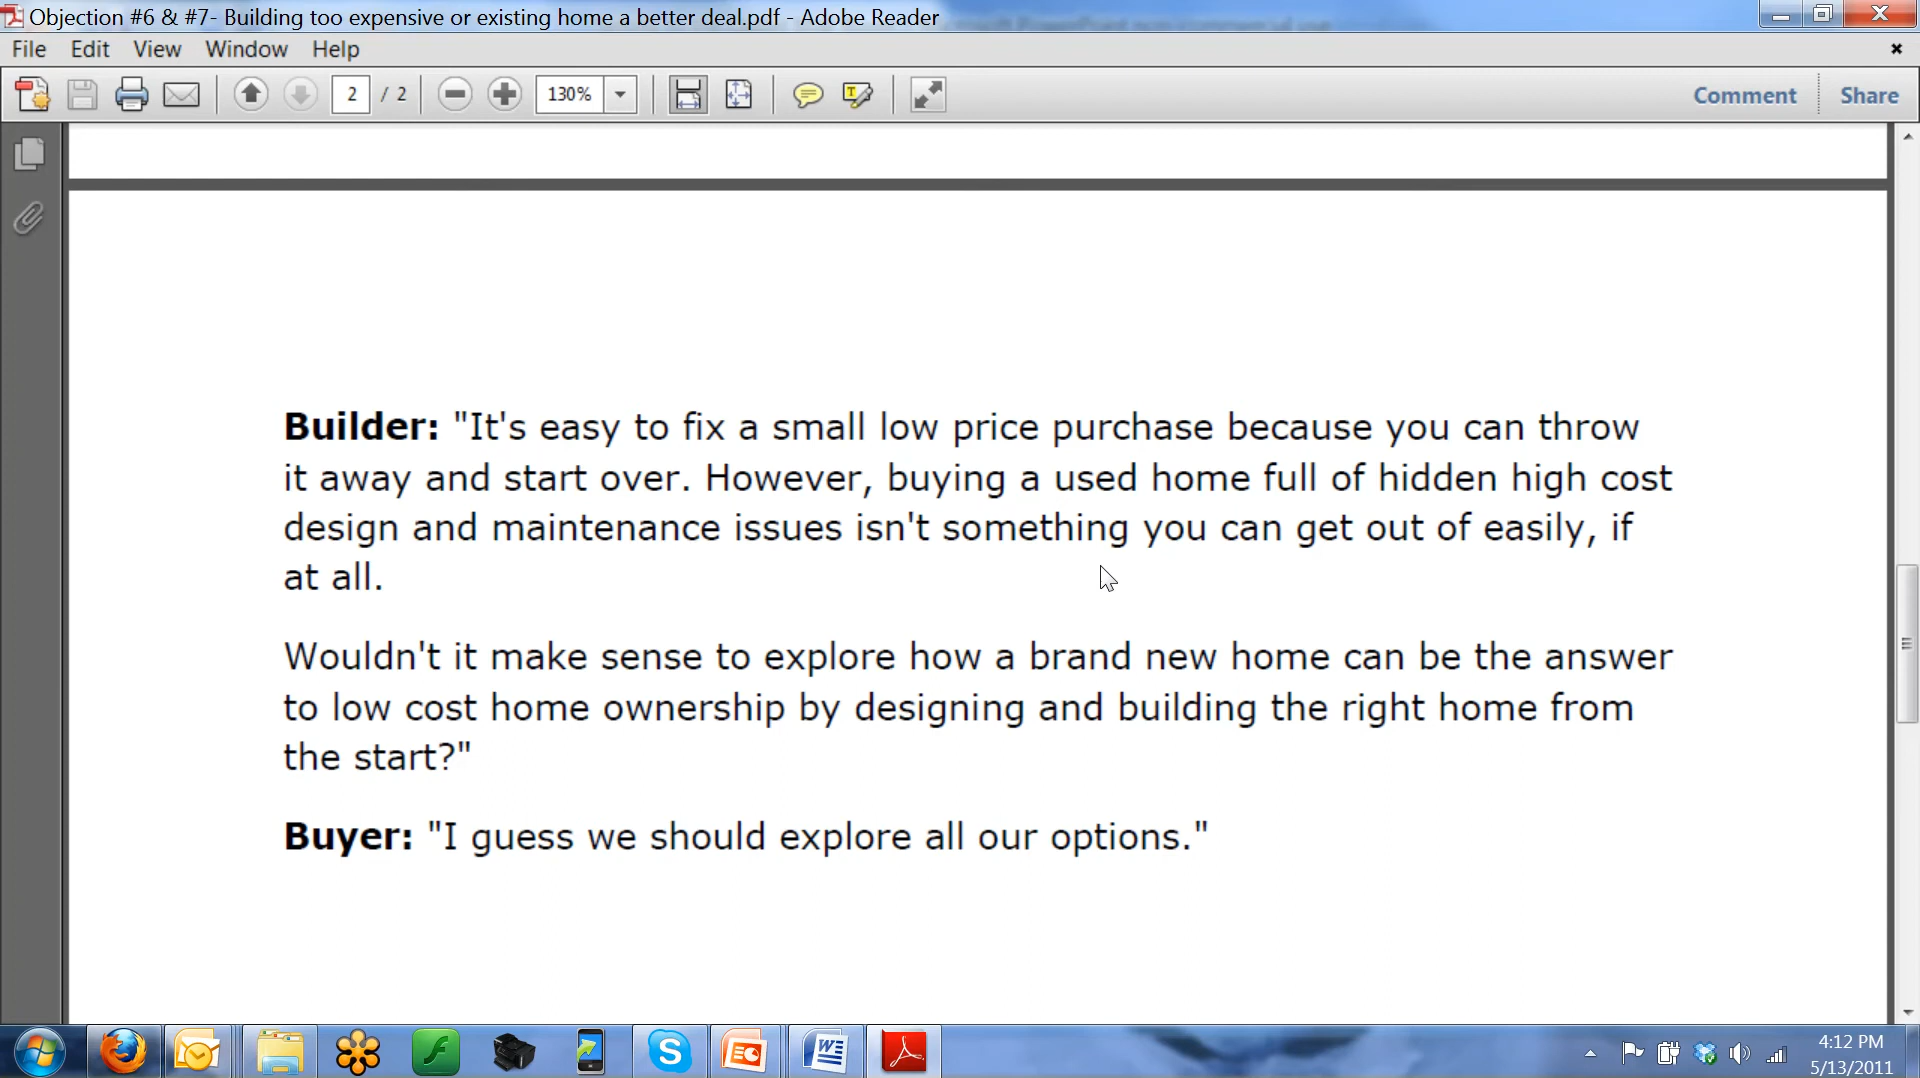 Objection #6 & #7- Building too expensive or existing home a better deal.pdf - Adobe Reader
File Edit View Window Help
2 / 2 130% Comment Share
Builder: "It's easy to fix a small low price purchase because you can throw
it away and start over. However, buying a used home full of hidden high cost
design and maintenance issues isn't something you can get out of easily, if
at all.
Wouldn't it make sense to explore how a brand new home can be the answer
to low cost home ownership by designing and building the right home from
the start?"
Buyer: "I guess we should explore all our options."
4:12 PM
5/13/2011